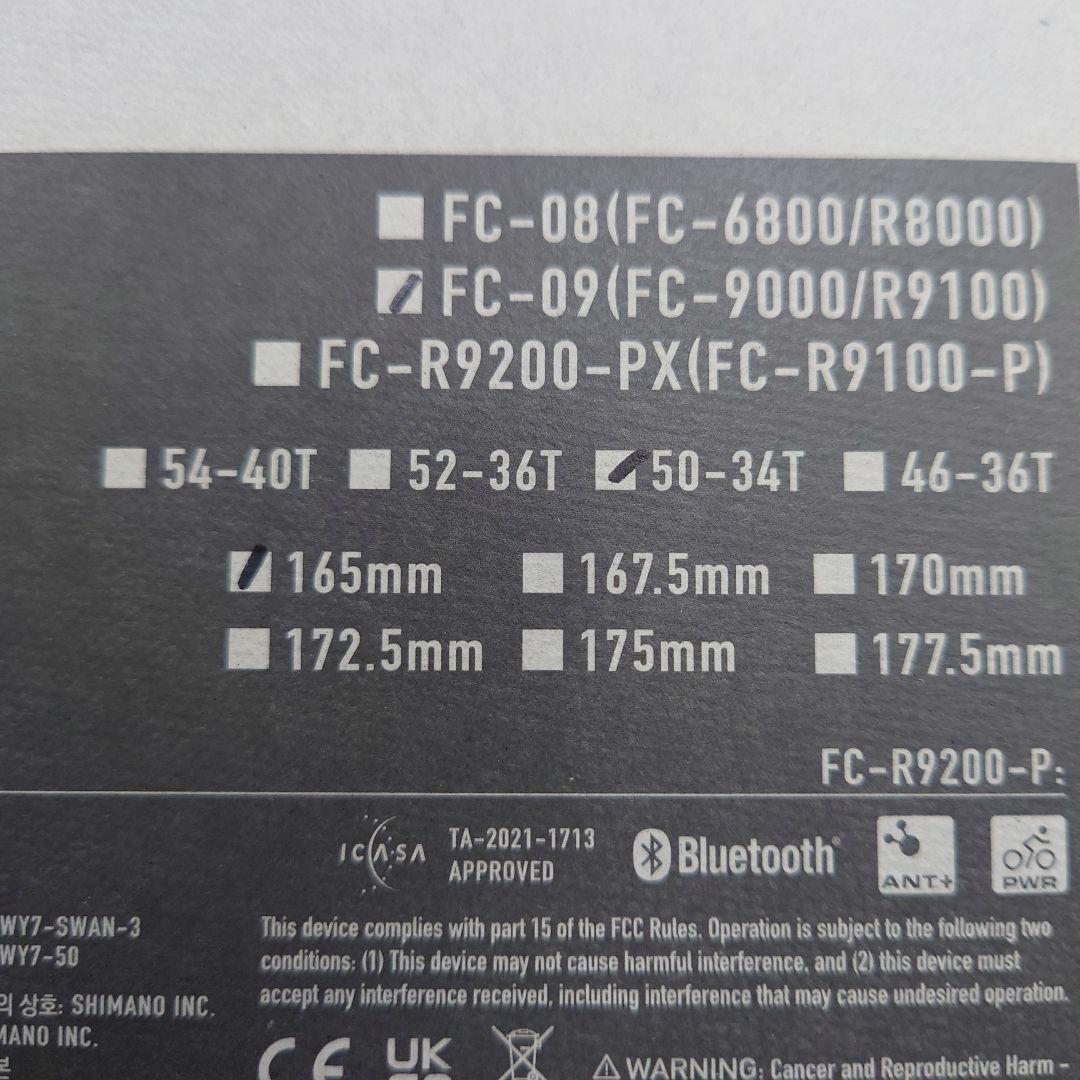 FC-08(FC-6800/R8000)
FC-09(FC-9000/R9100)
FC-R9200-PX(FC-R9100-P)
54-40T 52-36T 50-34T 46-36T
165mm 167.5mm 170mm
172.5mm 175mm 177.5mm
FC-R9200-P:
ICASA TA-2021-1713 APPROVED
Bluetooth®
ANT+
PWR
WY7-SWAN-3
WY7-50
의 상호: SHIMANO INC.
MANO INC.
본
This device complies with part 15 of the FCC Rules. Operation is subject to the following two
conditions: (1) This device may not cause harmful interference, and (2) this device must
accept any interference received, including interference that may cause undesired operation.
CE UK
WARNING: Cancer and Reproductive Harm -